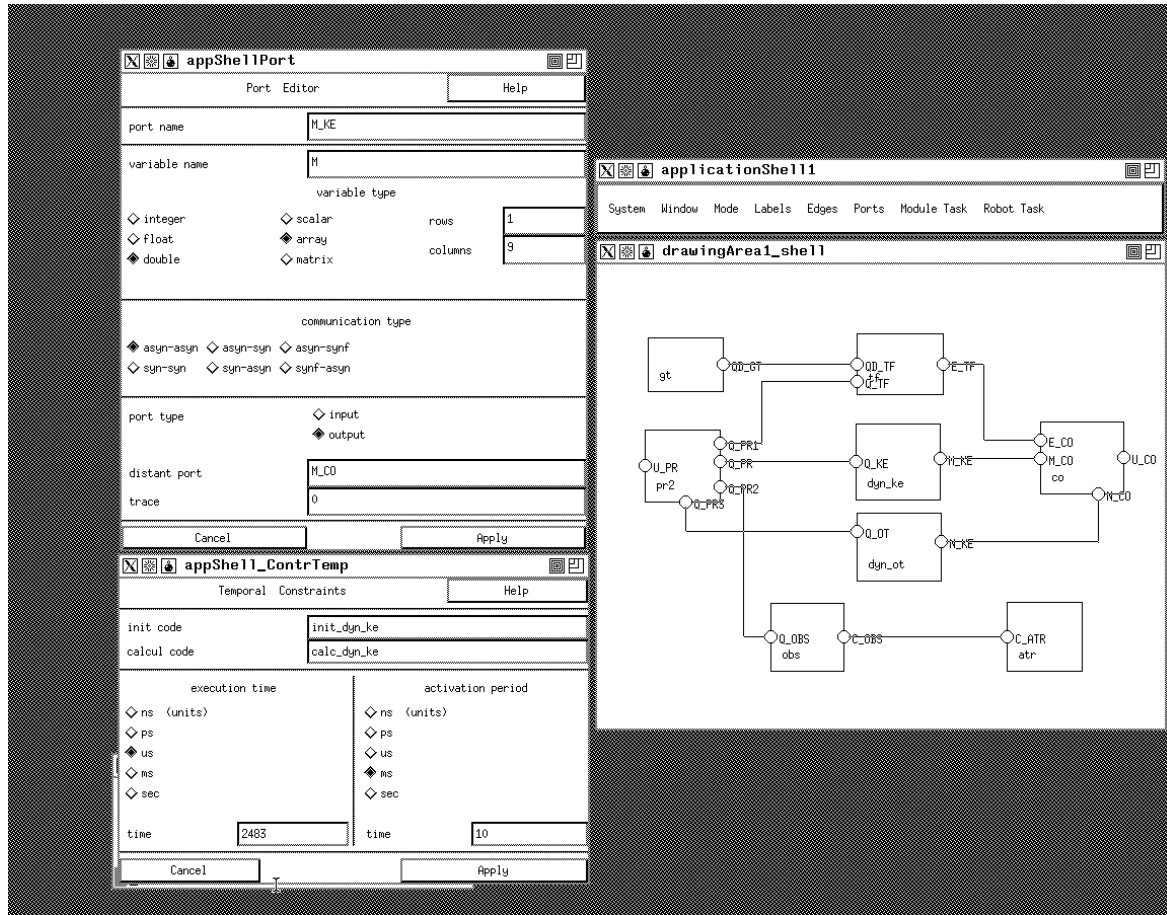 appShellPort
Port Editor Help
port name M_KE
variable name M
variable type
integer scalar rows 1
float array
columns 9
double matrix
communication type
asyn-asyn asyn-syn asyn-synf
syn-syn syn-asyn synf-asyn
port type input
output
distant port M_CO
trace 0
Cancel Apply
appShell_ContrTemp
Temporal Constraints Help
init code init_dyn_ke
calcul code calc_dyn_ke
execution time activation period
ns (units) ns (units)
ps ps
us us
ms ms
sec sec
time 2483 time 10
Cancel Apply
applicationShell1
System Window Mode Labels Edges Ports Module Task Robot Task
drawingArea1_shell
QD_GT QD_TF E_TF
gt tf
Q_TF
Q_PR1 E_CO
U_PR Q_PR Q_KE M_KE M_CO U_CO
pr2 dyn_ke co
Q_PR2
Q_PR3 N_CO
Q_OT N_KE
dyn_ot
Q_OBS C_OBS C_ATR
obs atr